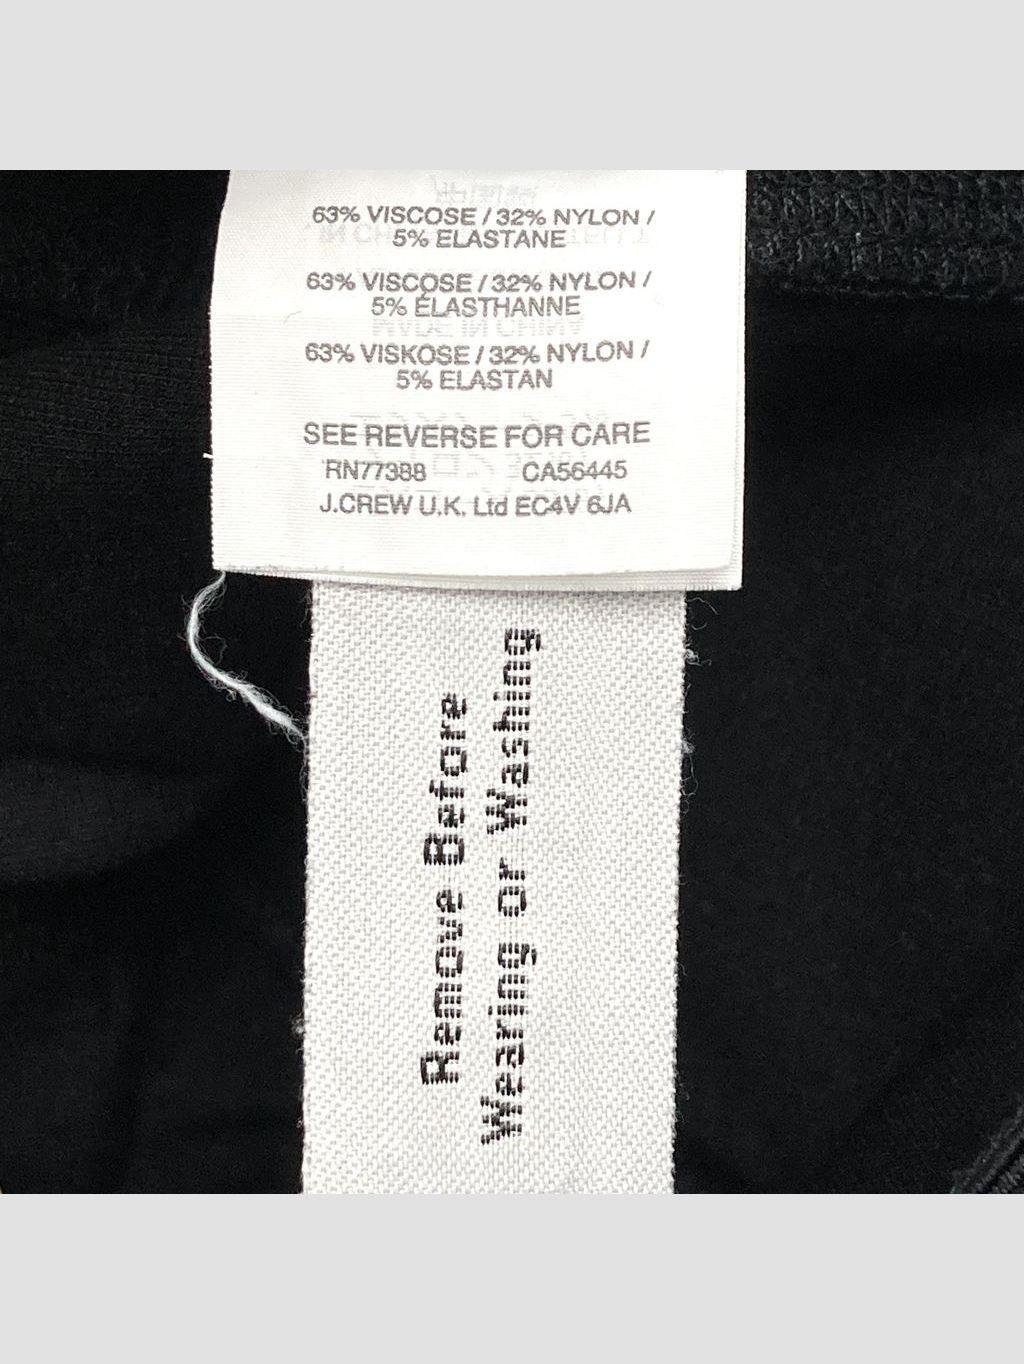 63% VISCOSE / 32% NYLON /
5% ELASTANE
63% VISCOSE / 32% NYLON /
5% ÉLASTHANNE
63% VISKOSE / 32% NYLON /
5% ELASTAN
SEE REVERSE FOR CARE
RN77388 CA56445
J.CREW U.K. Ltd EC4V 6JA
Remove Before
Wearing or Washing